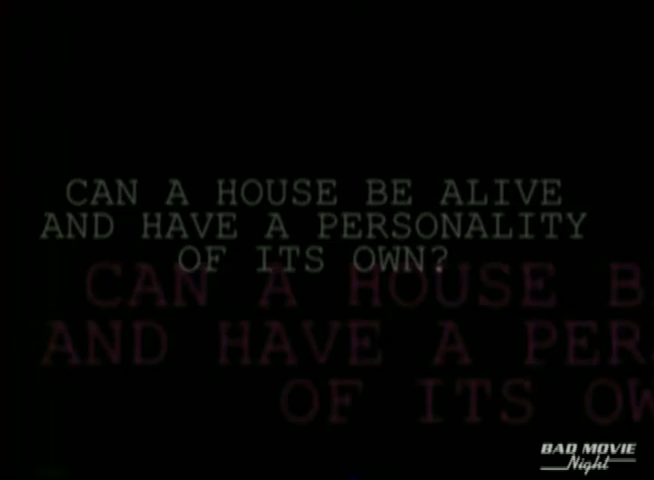 CAN A HOUSE BE ALIVE
AND HAVE A PERSONALITY
OF ITS OWN?
CAN A HOUSE B
AND HAVE A PER
OF ITS OW
BAD MOVIE
Night